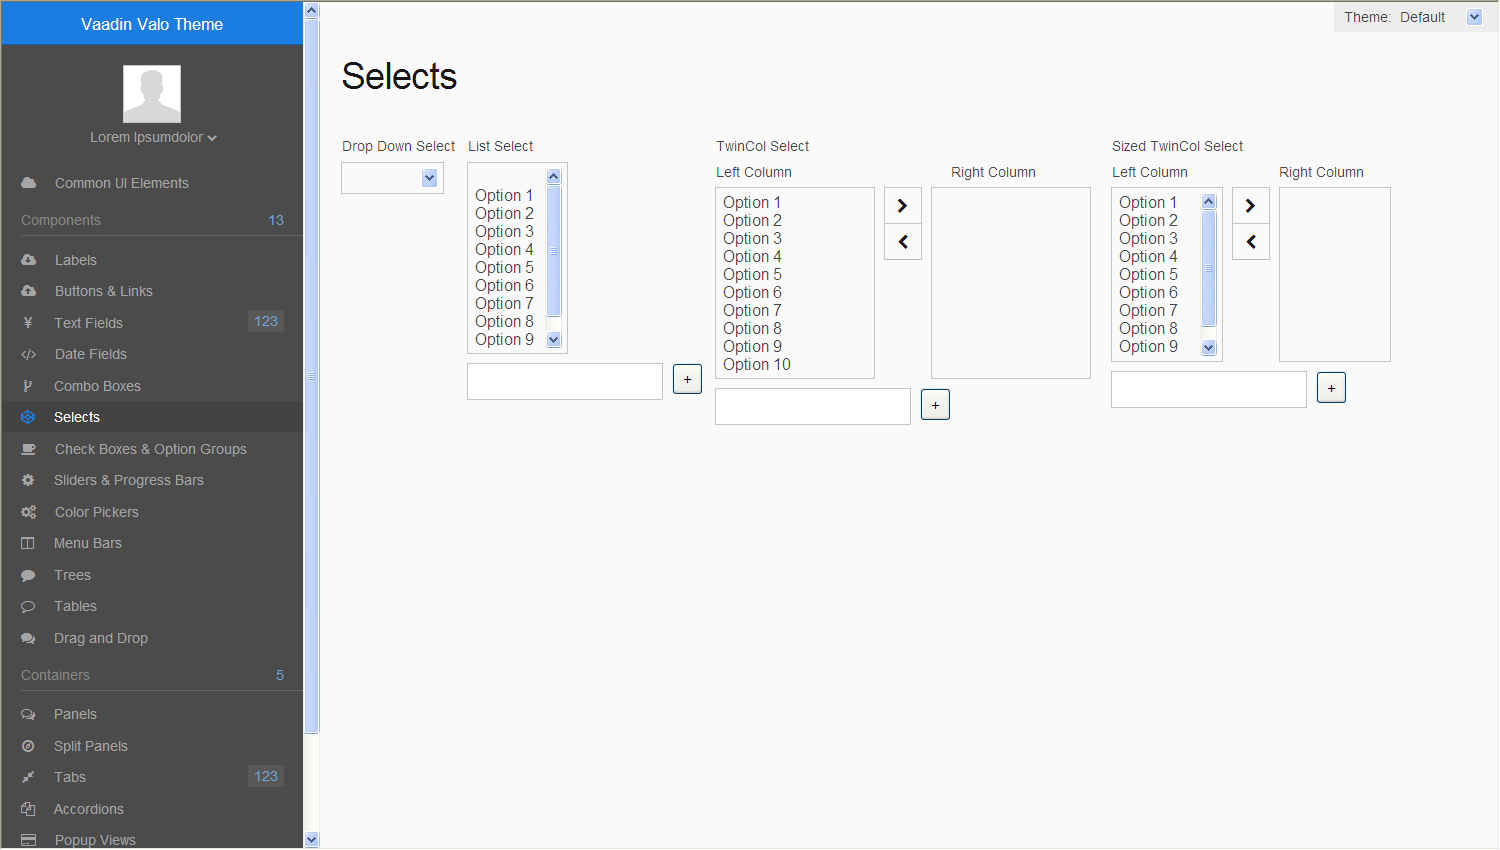 Vaadin Valo Theme
Lorem Ipsumdolor
Common UI Elements
Components 13
Labels
Buttons & Links
Text Fields 123
Date Fields
Combo Boxes
Selects
Check Boxes & Option Groups
Sliders & Progress Bars
Color Pickers
Menu Bars
Trees
Tables
Drag and Drop
Containers 5
Panels
Split Panels
Tabs 123
Accordions
Popup Views
Theme: Default
Selects
Drop Down Select
List Select
Option 1
Option 2
Option 3
Option 4
Option 5
Option 6
Option 7
Option 8
Option 9
+
TwinCol Select
Left Column
Right Column
Option 1
Option 2
Option 3
Option 4
Option 5
Option 6
Option 7
Option 8
Option 9
Option 10
+
Sized TwinCol Select
Left Column
Right Column
Option 1
Option 2
Option 3
Option 4
Option 5
Option 6
Option 7
Option 8
Option 9
+